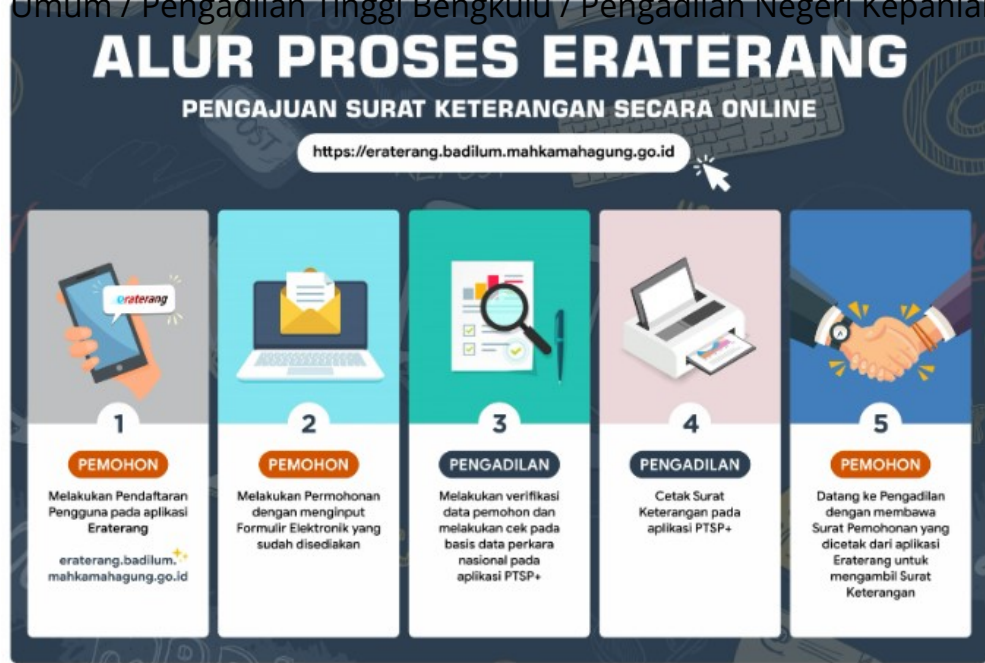 Umum / Pengadilan Tinggi Bengkulu / Pengadilan Negeri Kepahia
ALUR PROSES ERATERANG
PENGAJUAN SURAT KETERANGAN SECARA ONLINE
https://eraterang.badilum.mahkamahagung.go.id
eraterang
1
PEMOHON
Melakukan Pendaftaran
Pengguna pada aplikasi
Eraterang
eraterang.badilum.
mahkamahagung.go.id
2
PEMOHON
Melakukan Permohonan
dengan menginput
Formulir Elektronik yang
sudah disediakan
3
PENGADILAN
Melakukan verifikasi
data pemohon dan
melakukan cek pada
basis data perkara
nasional pada
aplikasi PTSP+
4
PENGADILAN
Cetak Surat
Keterangan pada
aplikasi PTSP+
5
PEMOHON
Datang ke Pengadilan
dengan membawa
Surat Pemohonan yang
dicetak dari aplikasi
Eraterang untuk
mengambil Surat
Keterangan